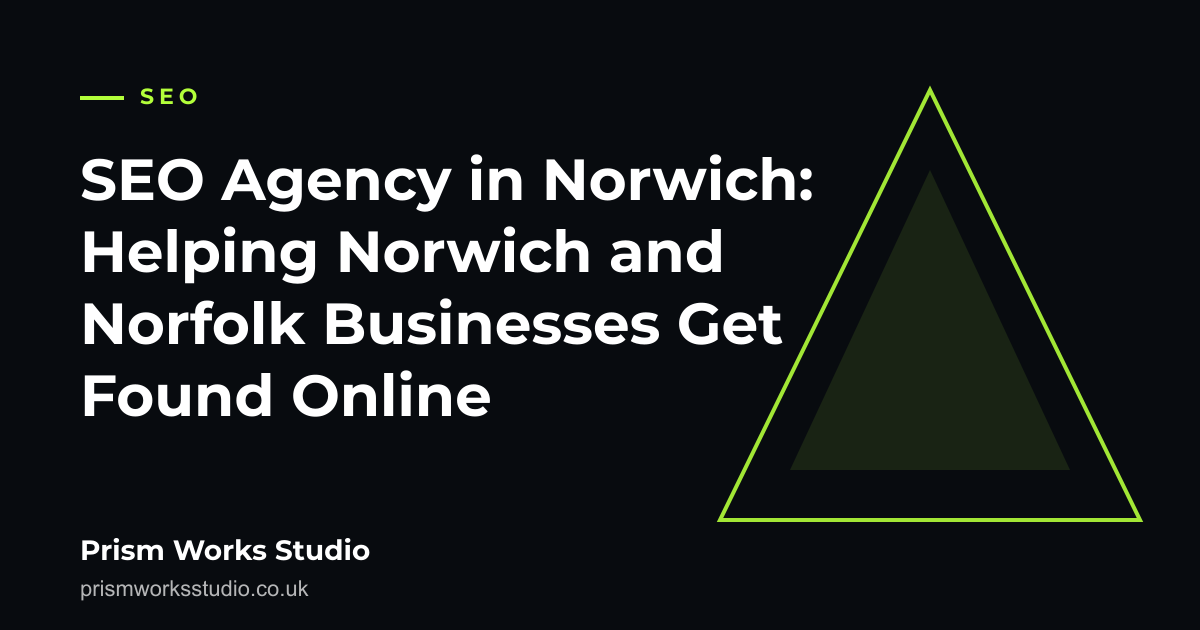 SEO
SEO Agency in Norwich:
Helping Norwich and
Norfolk Businesses Get
Found Online
Prism Works Studio
prismworksstudio.co.uk